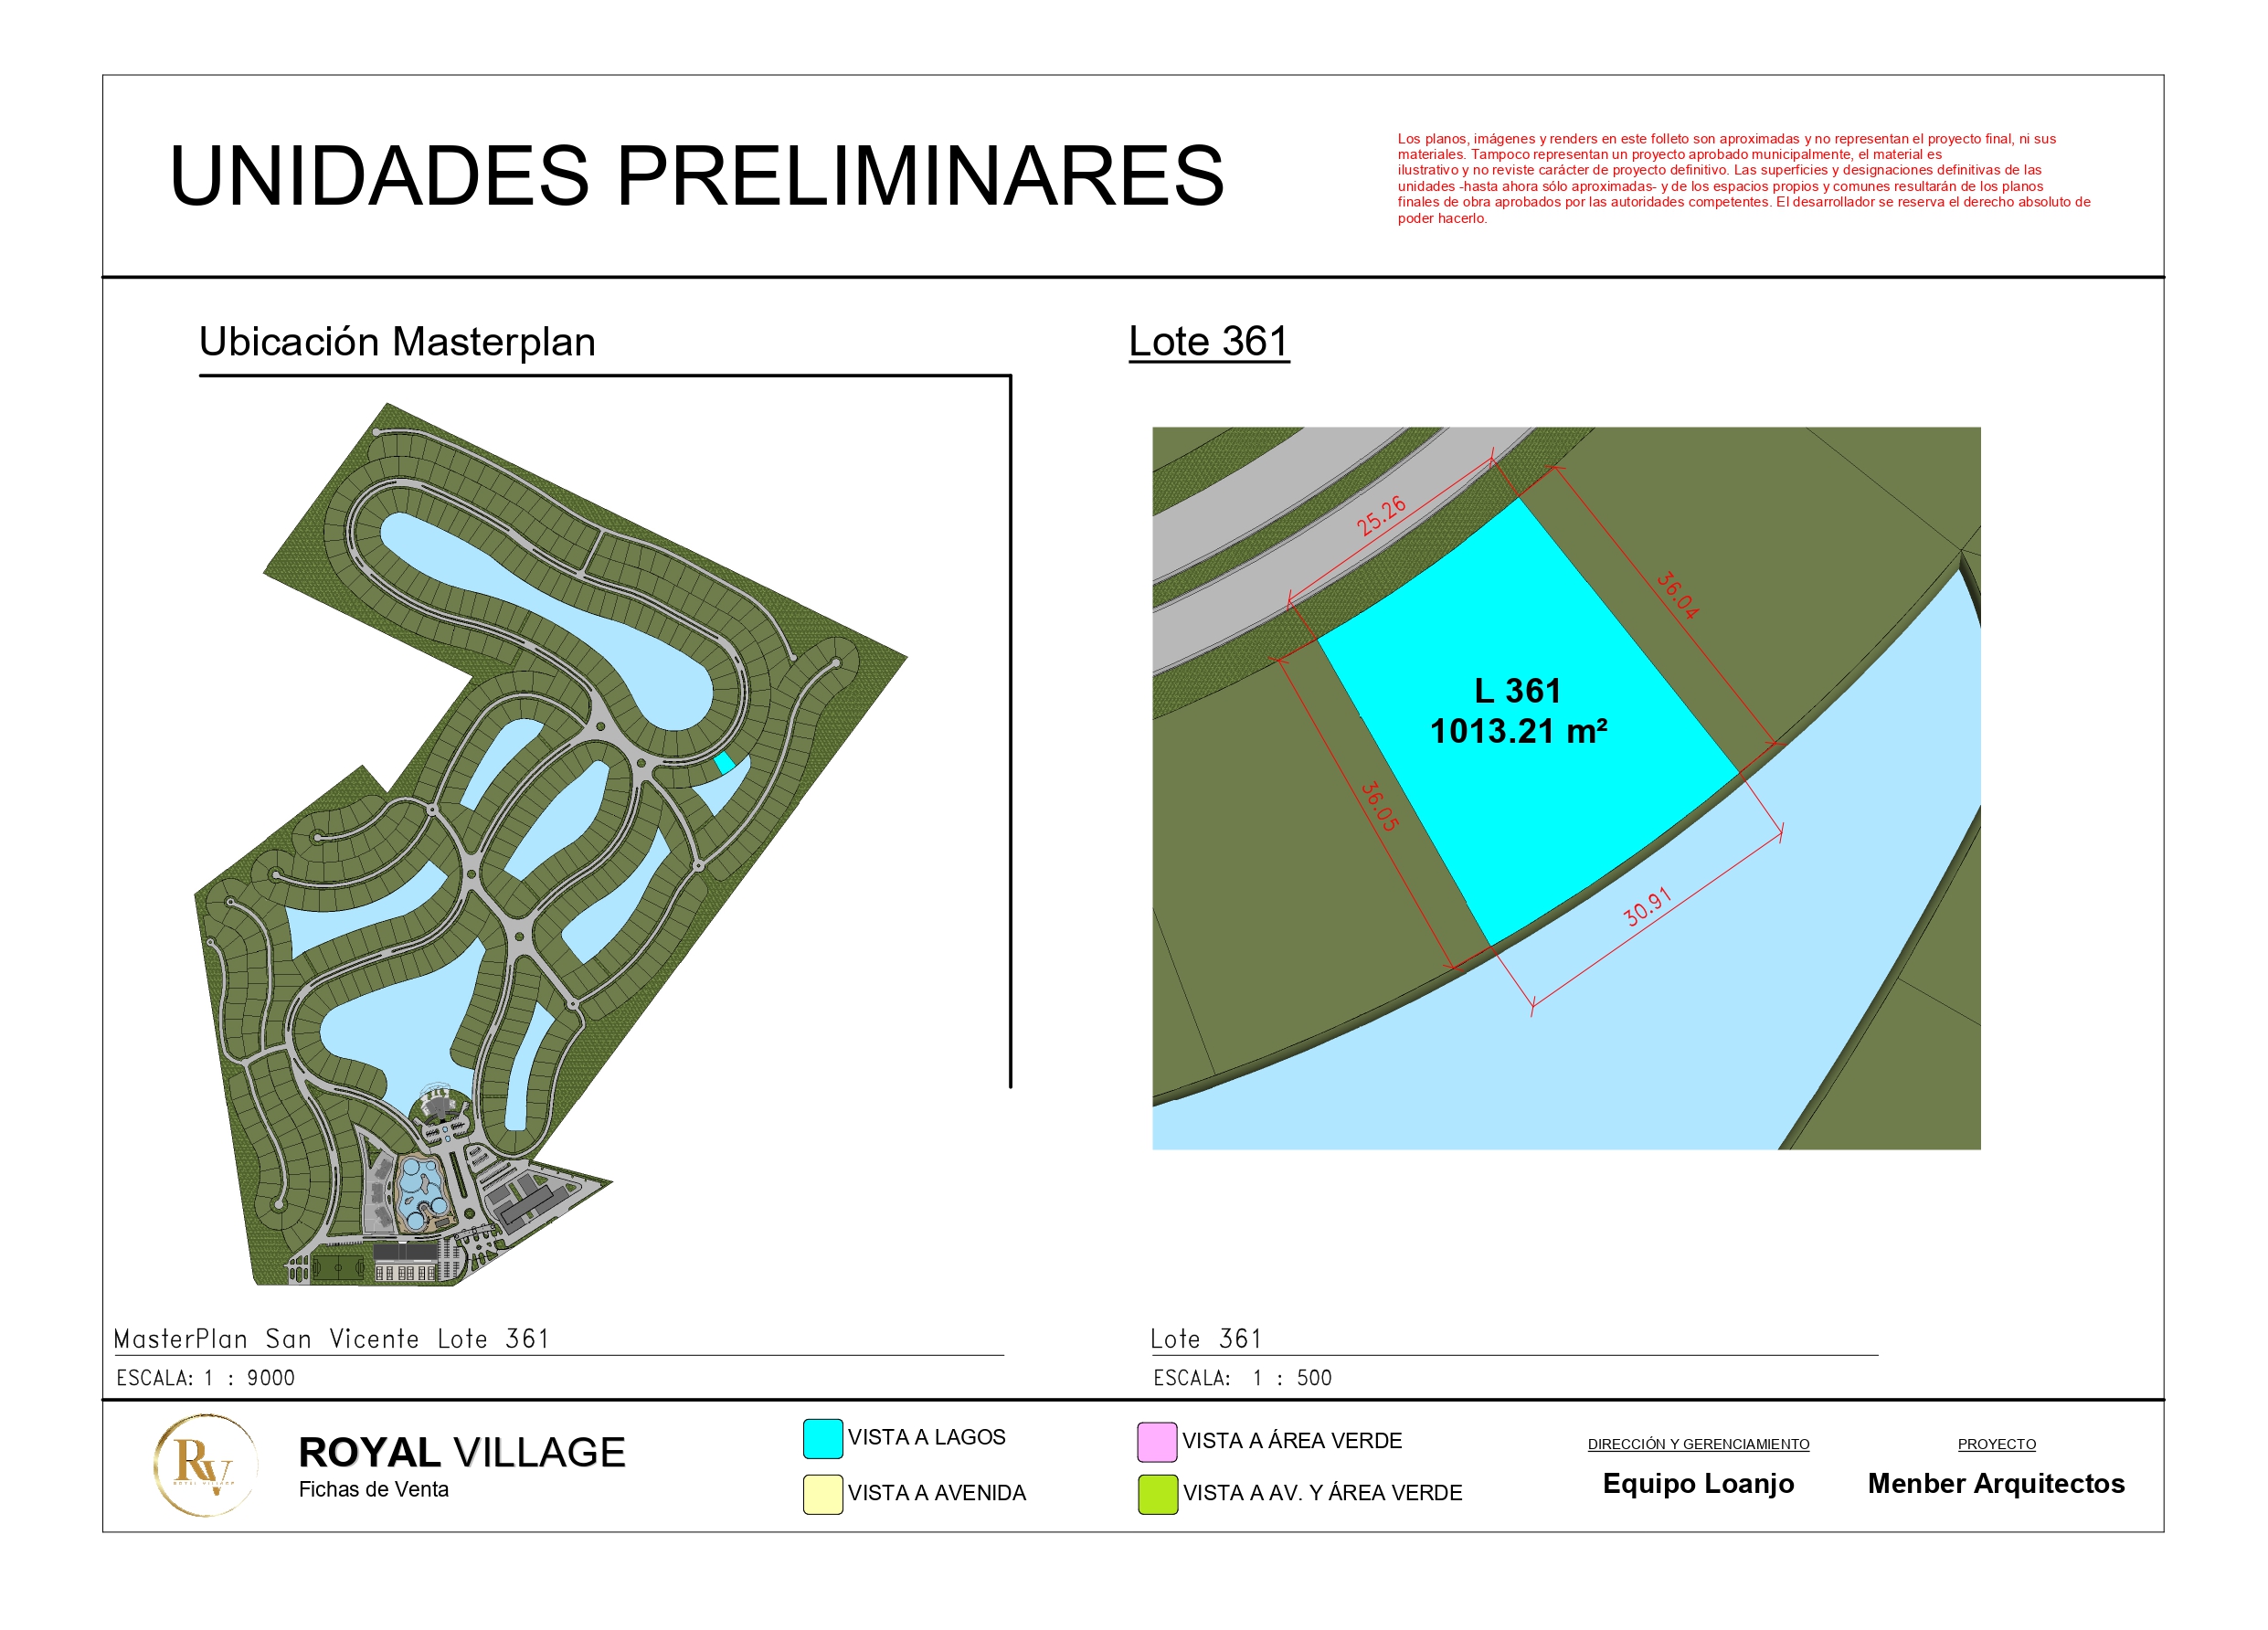 UNIDADES PRELIMINARES
Los planos, imágenes y renders en este folleto son aproximadas y no representan el proyecto final, ni sus
materiales. Tampoco representan un proyecto aprobado municipalmente, el material es
ilustrativo y no reviste carácter de proyecto definitivo. Las superficies y designaciones definitivas de las
unidades -hasta ahora sólo aproximadas- y de los espacios propios y comunes resultarán de los planos
finales de obra aprobados por las autoridades competentes. El desarrollador se reserva el derecho absoluto de
poder hacerlo.
Ubicación Masterplan
Lote 361
25.26
36.04
L 361
1013.21 m²
36.05
30.91
MasterPlan San Vicente Lote 361
ESCALA: 1 : 9000
Lote 361
ESCALA: 1 : 500
RV
ROYAL VILLAGE
ROYAL VILLAGE
Fichas de Venta
VISTA A LAGOS
VISTA A AVENIDA
VISTA A ÁREA VERDE
VISTA A AV. Y ÁREA VERDE
DIRECCIÓN Y GERENCIAMIENTO
Equipo Loanjo
PROYECTO
Menber Arquitectos